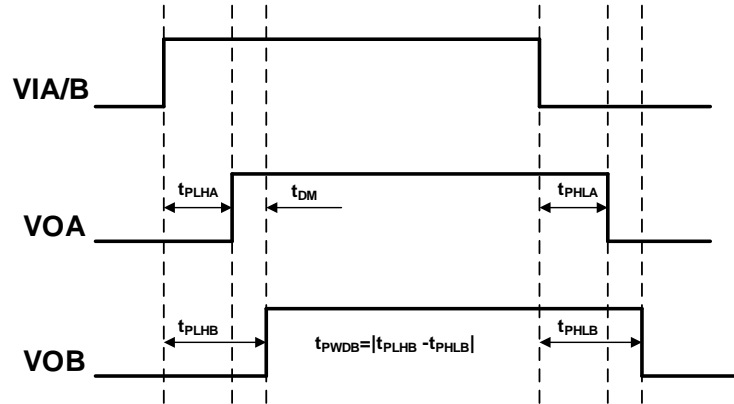 VIA/B
tPLHA
tDM
tPHLA
VOA
tPLHB
tPWDB=|tPLHB -tPHLB|
tPHLB
VOB